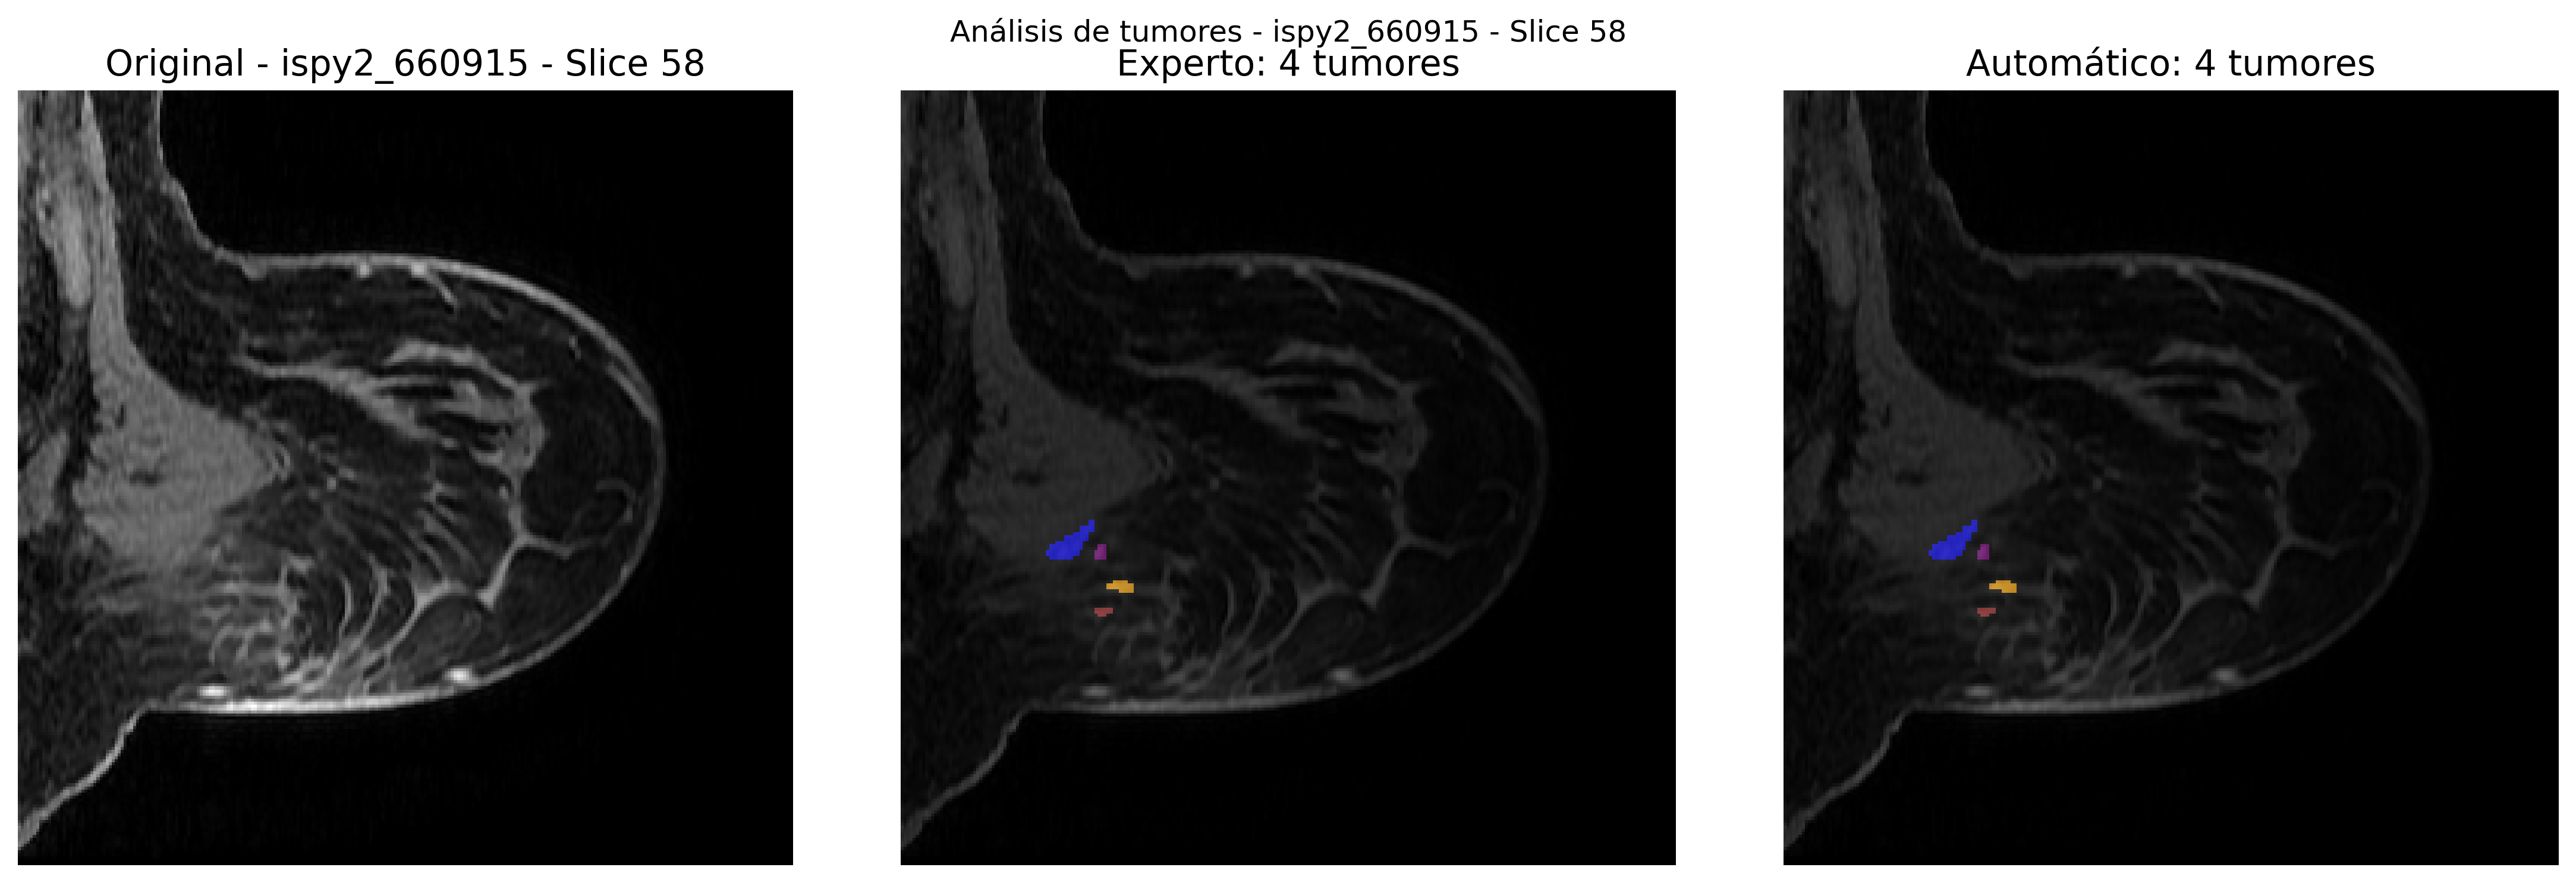 Análisis de tumores - ispy2_660915 - Slice 58
Original - ispy2_660915 - Slice 58
Experto: 4 tumores
Automático: 4 tumores